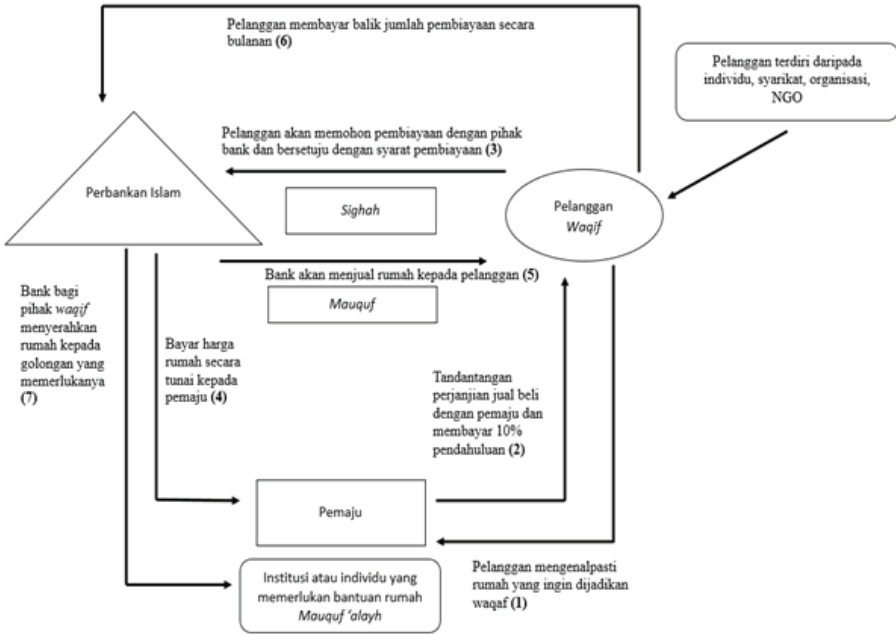 Pelanggan membayar balik jumlah pembiayaan secara
bulanan (6)
Pelanggan terdiri daripada
individu, syarikat, organisasi,
NGO
Pelanggan akan memohon pembiayaan dengan pihak
bank dan bersetuju dengan syarat pembiayaan (3)
Perbankan Islam
Sighah
Pelanggan
Waqif
Bank akan menjual rumah kepada pelanggan (5)
Mauquf
Bank bagi
pihak waqif
menyerahkan
rumah kepada
golongan yang
memerlukanya
(7)
Bayar harga
rumah secara
tunai kepada
pemaju (4)
Tandantangan
perjanjian jual beli
dengan pemaju dan
membayar 10%
pendahuluan (2)
Pemaju
Institusi atau individu yang
memerlukan bantuan rumah
Mauquf ‘alayh
Pelanggan mengenalpasti
rumah yang ingin dijadikan
waqaf (1)